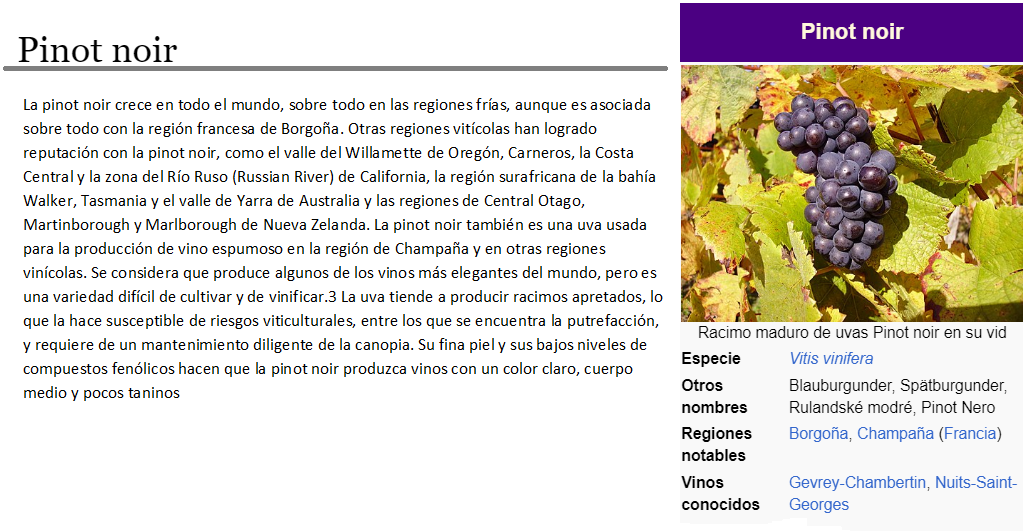 Pinot noir
La pinot noir crece en todo el mundo, sobre todo en las regiones frías, aunque es asociada
sobre todo con la región francesa de Borgoña. Otras regiones vitícolas han logrado
reputación con la pinot noir, como el valle del Willamette de Oregón, Carneros, la Costa
Central y la zona del Río Ruso (Russian River) de California, la región surafricana de la bahía
Walker, Tasmania y el valle de Yarra de Australia y las regiones de Central Otago,
Martinborough y Marlborough de Nueva Zelanda. La pinot noir también es una uva usada
para la producción de vino espumoso en la región de Champaña y en otras regiones
vinícolas. Se considera que produce algunos de los vinos más elegantes del mundo, pero es
una variedad difícil de cultivar y de vinificar.3 La uva tiende a producir racimos apretados, lo
que la hace susceptible de riesgos viticulturales, entre los que se encuentra la putrefacción,
y requiere de un mantenimiento diligente de la canopia. Su fina piel y sus bajos niveles de
compuestos fenólicos hacen que la pinot noir produzca vinos con un color claro, cuerpo
medio y pocos taninos
Pinot noir
Racimo maduro de uvas Pinot noir en su vid
Especie Vitis vinifera
Otros nombres Blauburgunder, Spätburgunder,
Rulandské modré, Pinot Nero
Regiones notables Borgoña, Champaña (Francia)
Vinos conocidos Gevrey-Chambertin, Nuits-Saint-
Georges